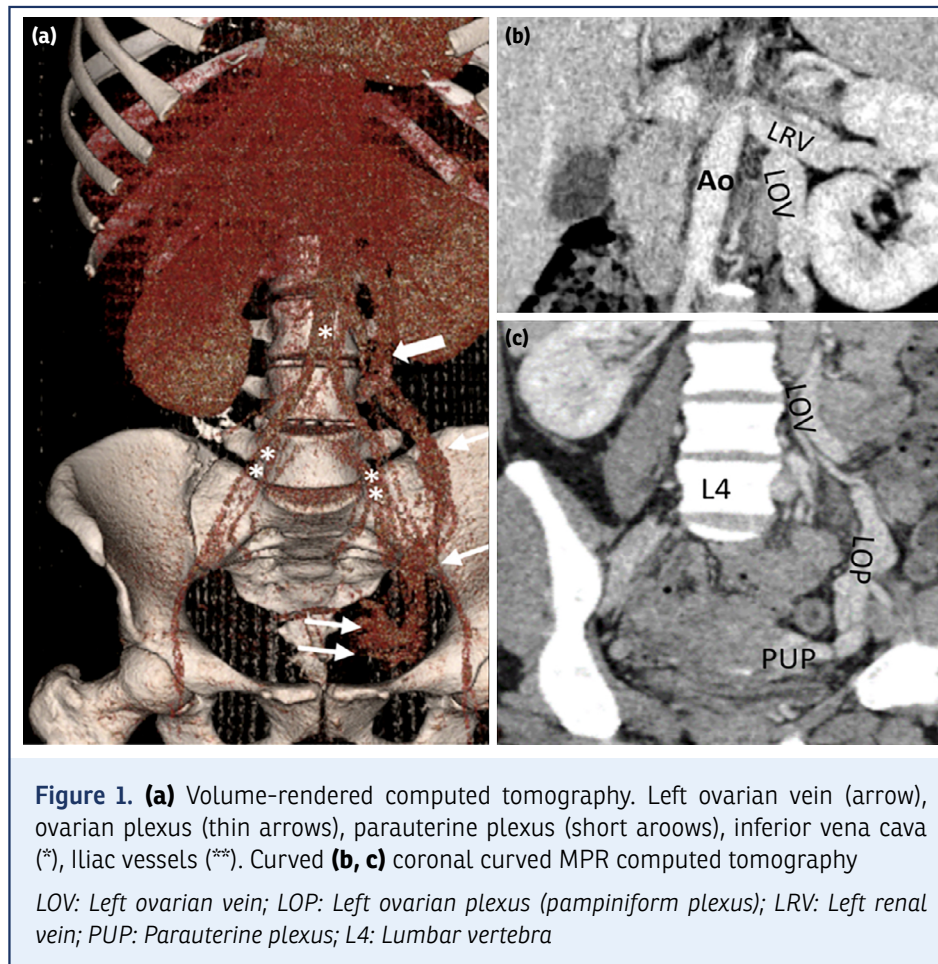 (a)
*
*
*
*
*
(b)
LRV
Ao
LOV
(c)
LOV
L4
LOP
PUP
Figure 1. (a) Volume-rendered computed tomography. Left ovarian vein (arrow),
ovarian plexus (thin arrows), parauterine plexus (short aroows), inferior vena cava
(*), Iliac vessels (**). Curved (b, c) coronal curved MPR computed tomography
LOV: Left ovarian vein; LOP: Left ovarian plexus (pampiniform plexus); LRV: Left renal
vein; PUP: Parauterine plexus; L4: Lumbar vertebra